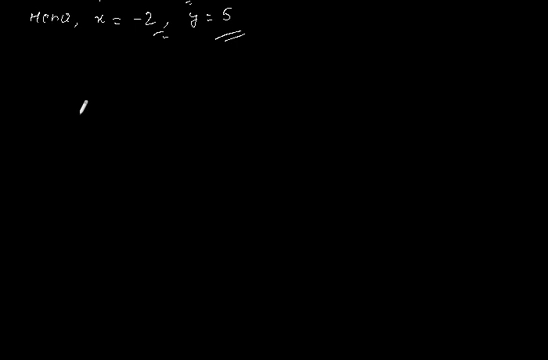 Hence, x = -2, y = 5